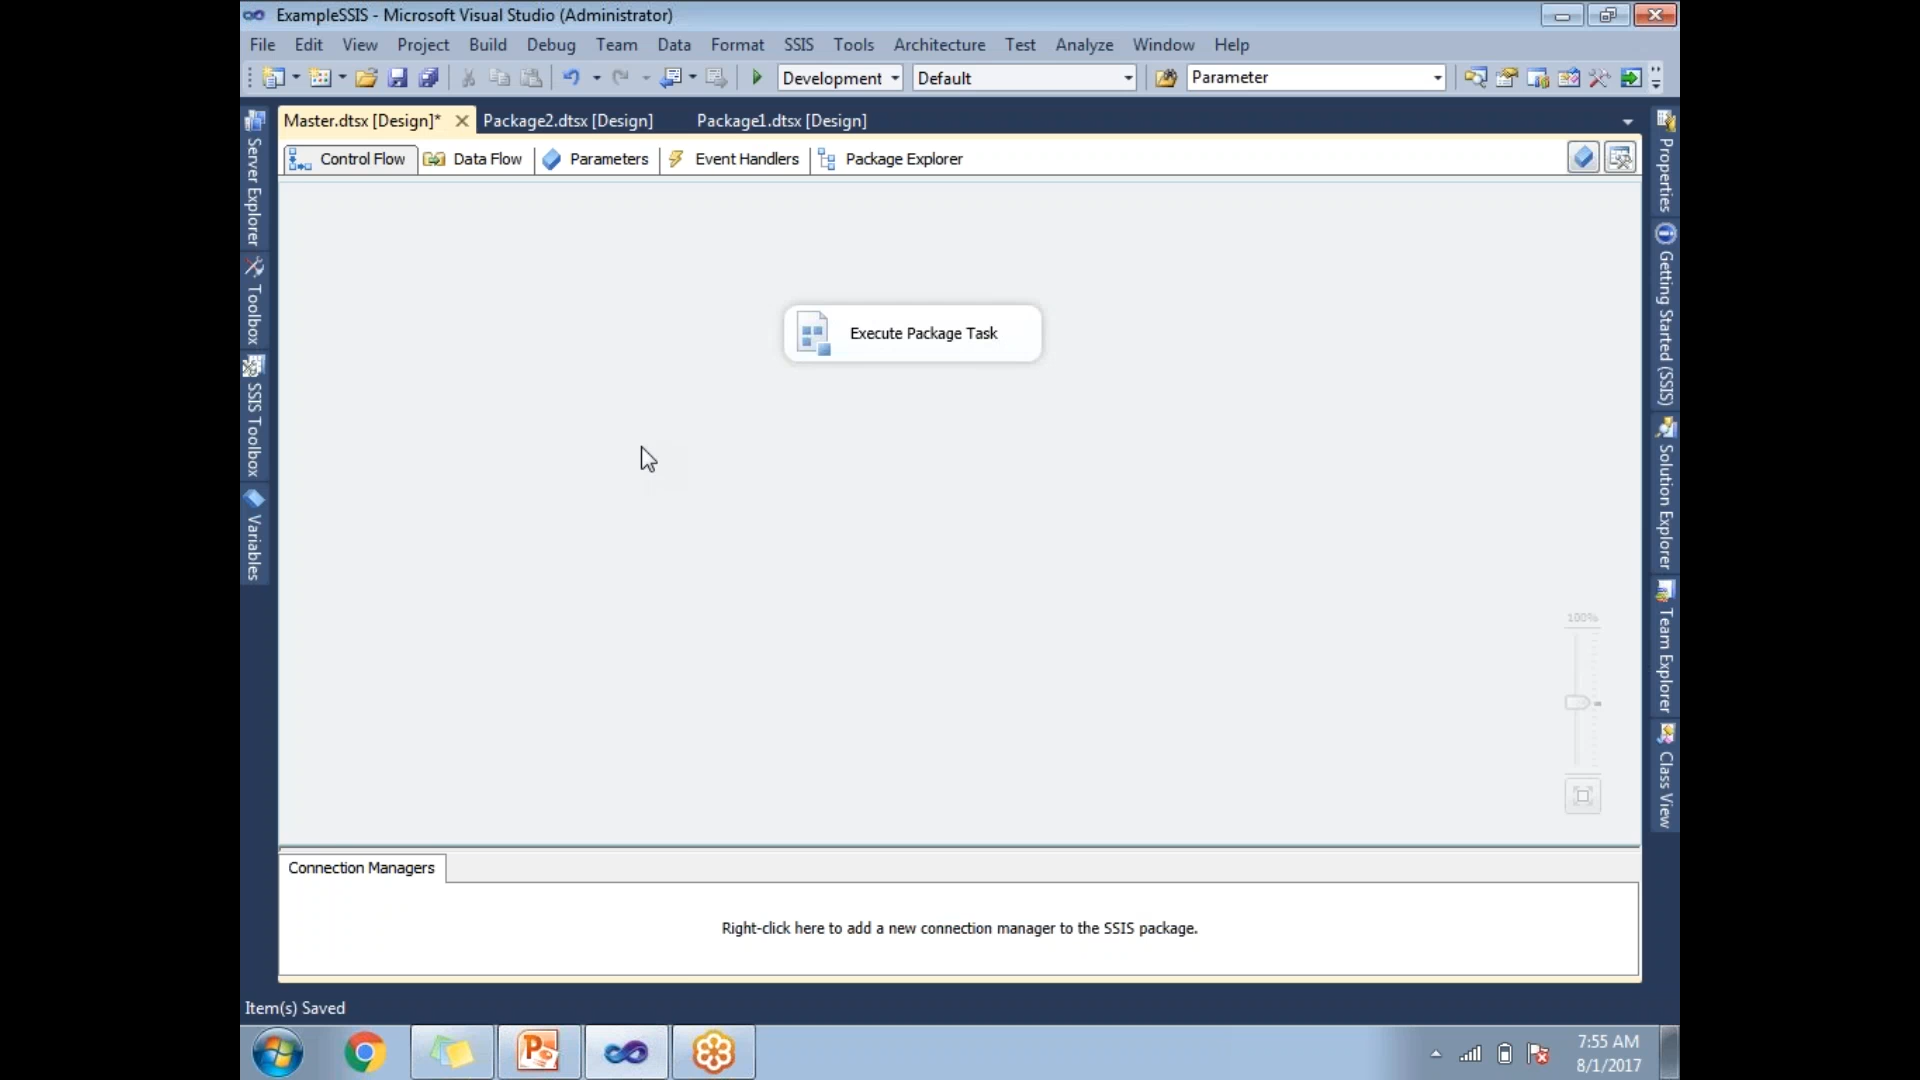 ExampleSSIS - Microsoft Visual Studio (Administrator)
File Edit View Project Build Debug Team Data Format SSIS Tools Architecture Test Analyze Window Help
Development Default Parameter
Master.dtsx [Design]* Package2.dtsx [Design] Package1.dtsx [Design]
Control Flow Data Flow Parameters Event Handlers Package Explorer
Server Explorer
Toolbox
SSIS Toolbox
Variables
Execute Package Task
100%
Properties
Getting Started (SSIS)
Solution Explorer
Team Explorer
Class View
Connection Managers
Right-click here to add a new connection manager to the SSIS package.
Item(s) Saved
7:55 AM
8/1/2017